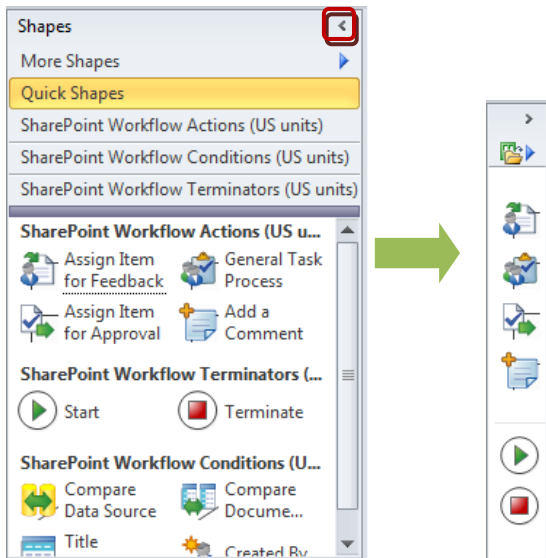 Shapes
More Shapes
Quick Shapes
SharePoint Workflow Actions (US units)
SharePoint Workflow Conditions (US units)
SharePoint Workflow Terminators (US units)
SharePoint Workflow Actions (US u...
Assign Item for Feedback
General Task Process
Assign Item for Approval
Add a Comment
SharePoint Workflow Terminators (...
Start
Terminate
SharePoint Workflow Conditions (U...
Compare Data Source
Compare Docume...
Title
Created By